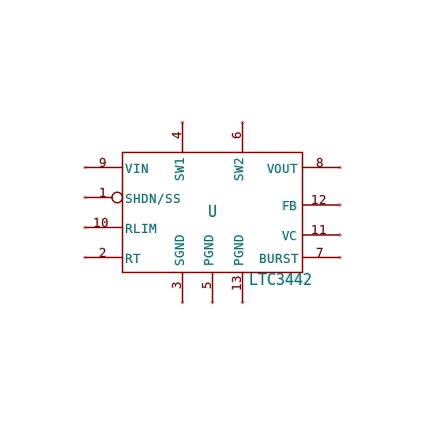 4 6
9 VIN SW1 SW2 VOUT 8
1 SHDN/SS U FB 12
10 RLIM VC 11
2 RT SGND PGND PGND BURST 7
3 5 13 LTC3442